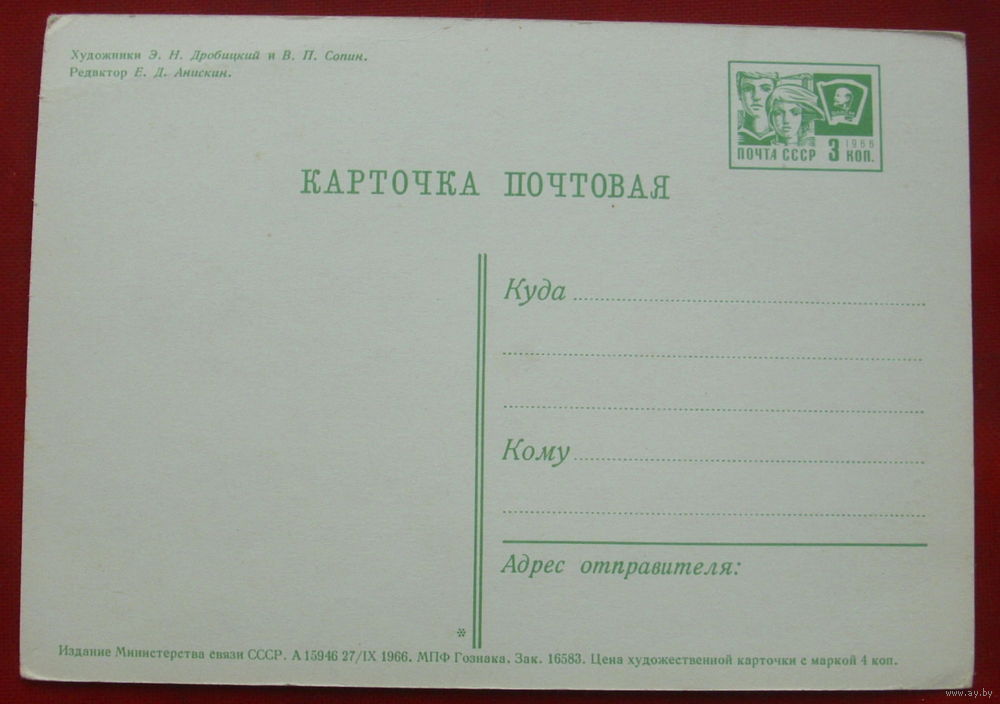 Художники Э. Н. Дробицкий и В. П. Сопин.
Редактор Е. Д. Анискин.
1966
ПОЧТА СССР 3 КОП.
КАРТОЧКА ПОЧТОВАЯ
Куда
Кому
Адрес отправителя:
*
Издание Министерства связи СССР. А 15946 27/IX 1966. МПФ Гознака. Зак. 16583. Цена художественной карточки с маркой 4 коп.
www.ay.by